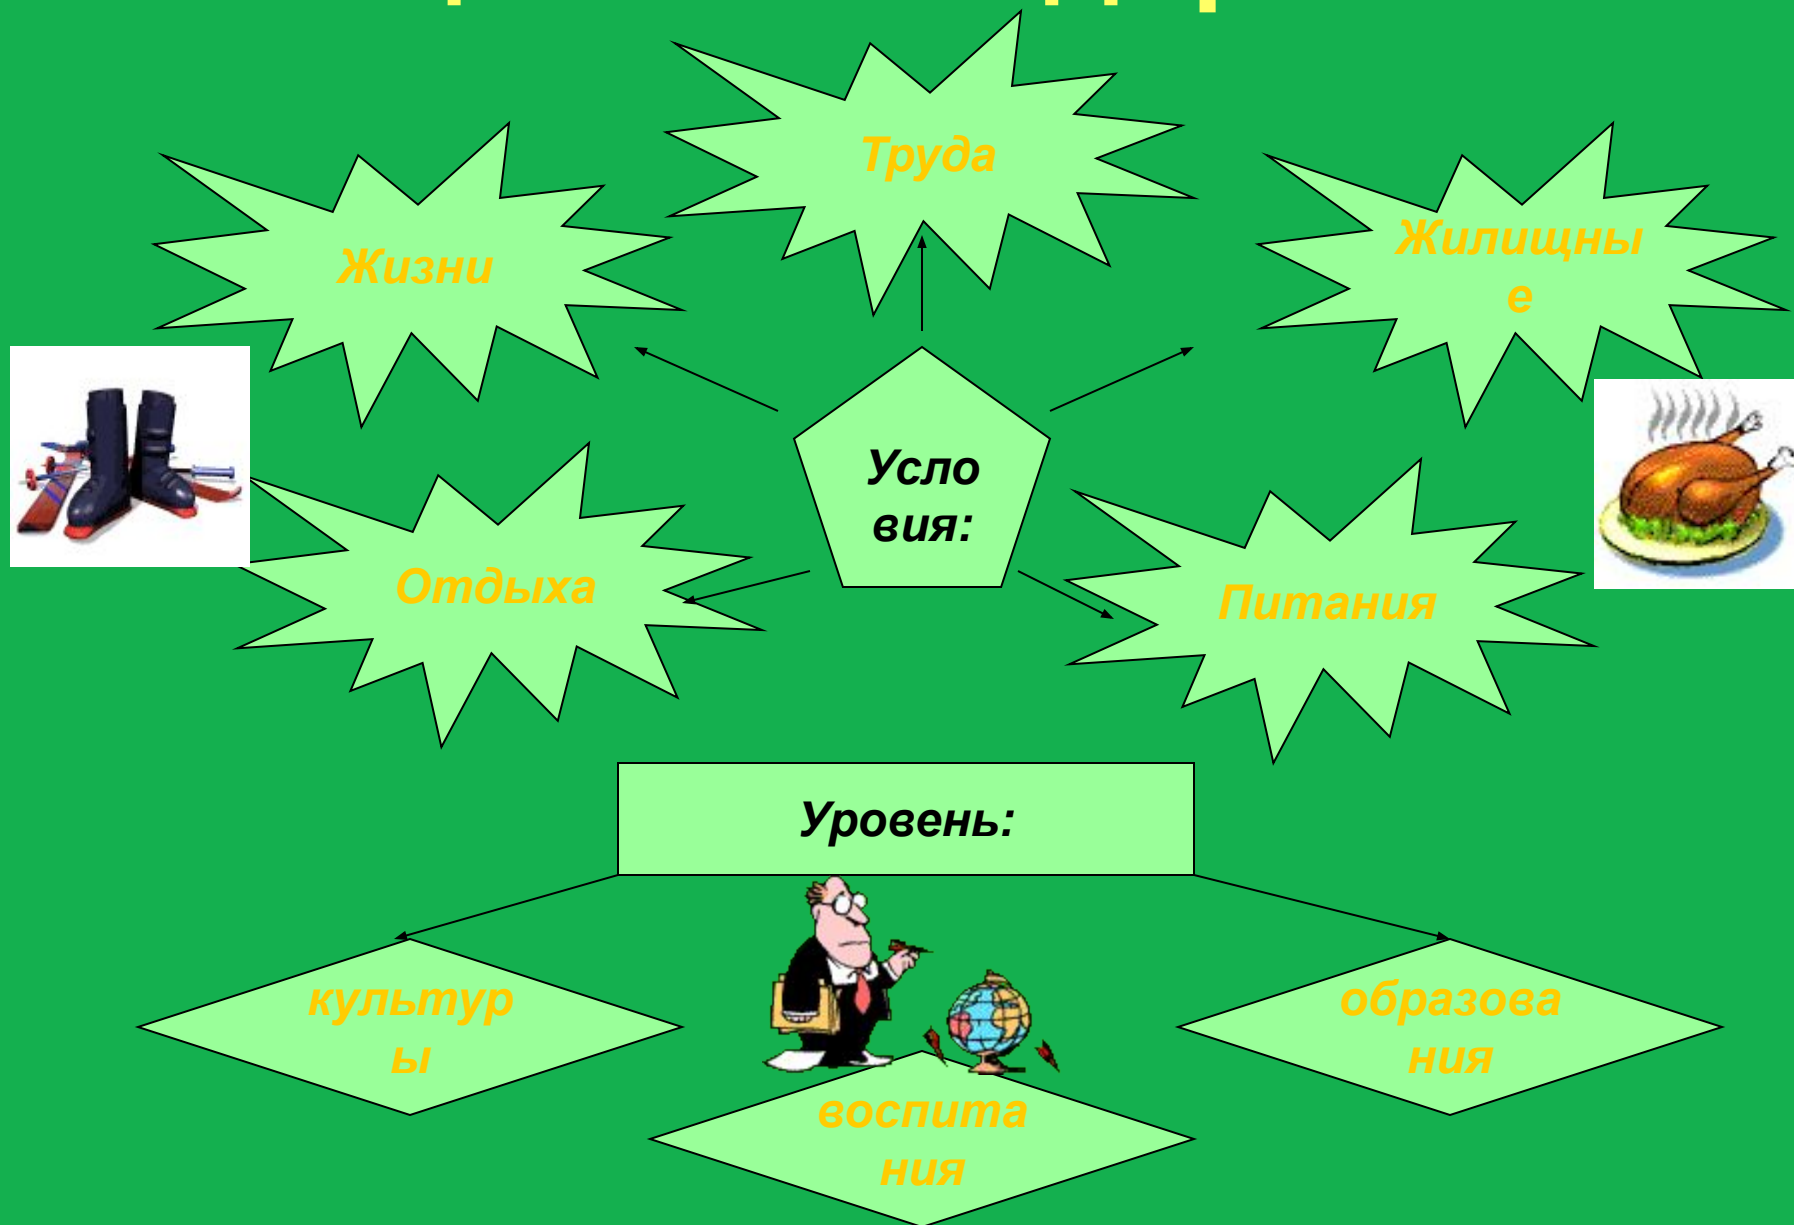 Труда
Жизни
Жилищны
е
Усло
вия:
Отдыха
Питания
Уровень:
культур
ы
образова
ния
воспита
ния